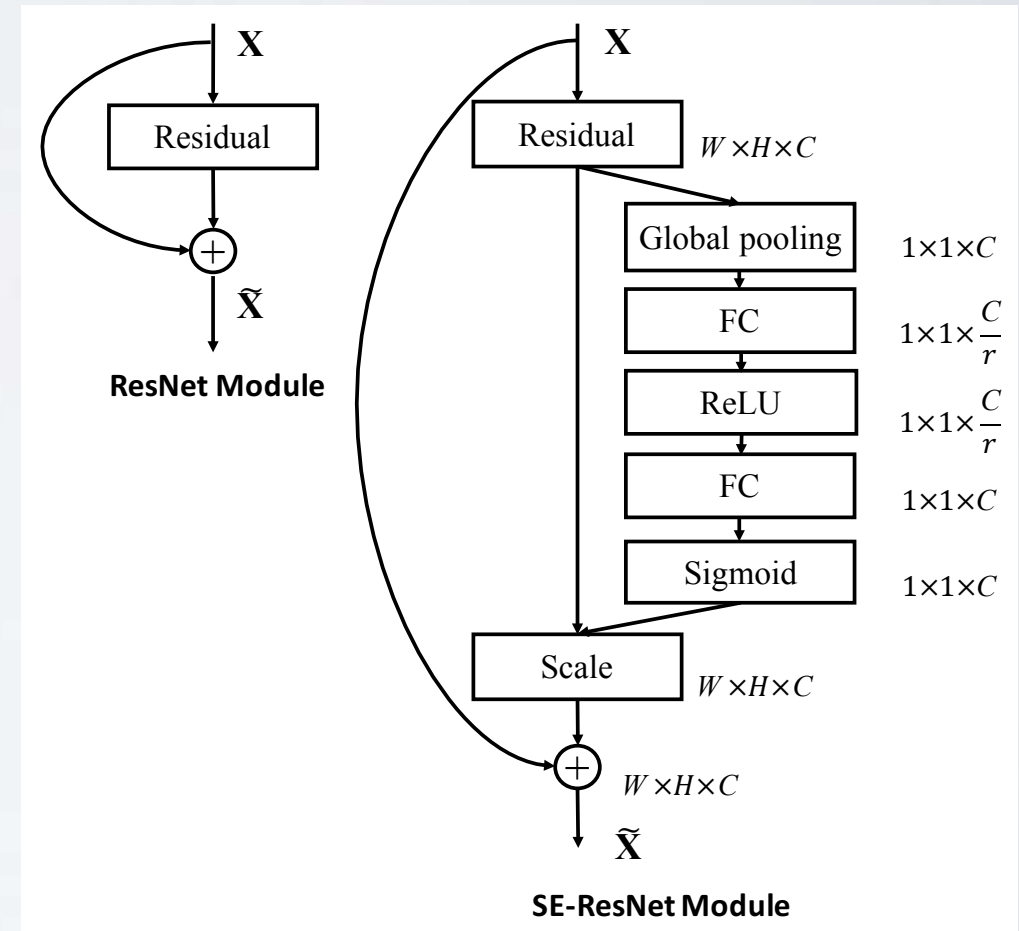 X
Residual
+
X̃
ResNet Module
X
Residual
W×H×C
Global pooling
1×1×C
FC
1×1×C/r
ReLU
1×1×C/r
FC
1×1×C
Sigmoid
1×1×C
Scale
W×H×C
+
W×H×C
X̃
SE-ResNet Module